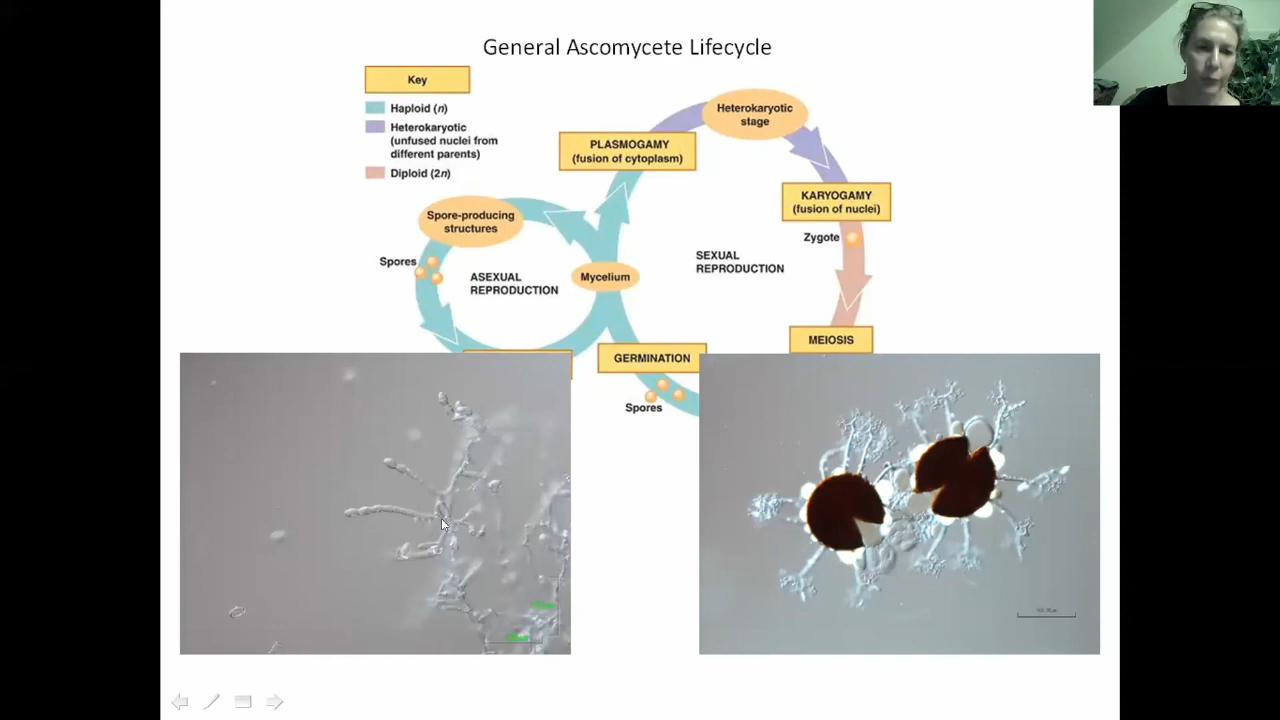 General Ascomycete Lifecycle
Key
Haploid (n)
Heterokaryotic
(unfused nuclei from
different parents)
Diploid (2n)
Heterokaryotic
stage
PLASMOGAMY
(fusion of cytoplasm)
KARYOGAMY
(fusion of nuclei)
Zygote
Spore-producing
structures
Spores
ASEXUAL
REPRODUCTION
Mycelium
SEXUAL
REPRODUCTION
MEIOSIS
GERMINATION
Spores